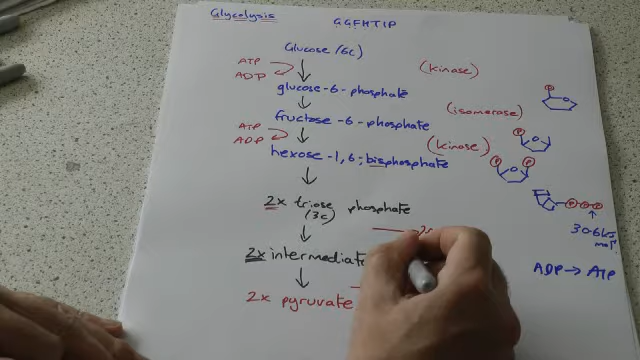 Glycolysis
GGFHTIP
Glucose (6c)
ATP
ADP
(kinase)
glucose-6-phosphate
P
(isomerase)
fructose -6-phosphate
ATP
ADP
(kinase)
P
hexose -1,6,-bisphosphate
P P
2x triose phosphate
(3c)
P P P
30.6kJ
mol
2x intermediate
ADP → ATP
2x pyruvate